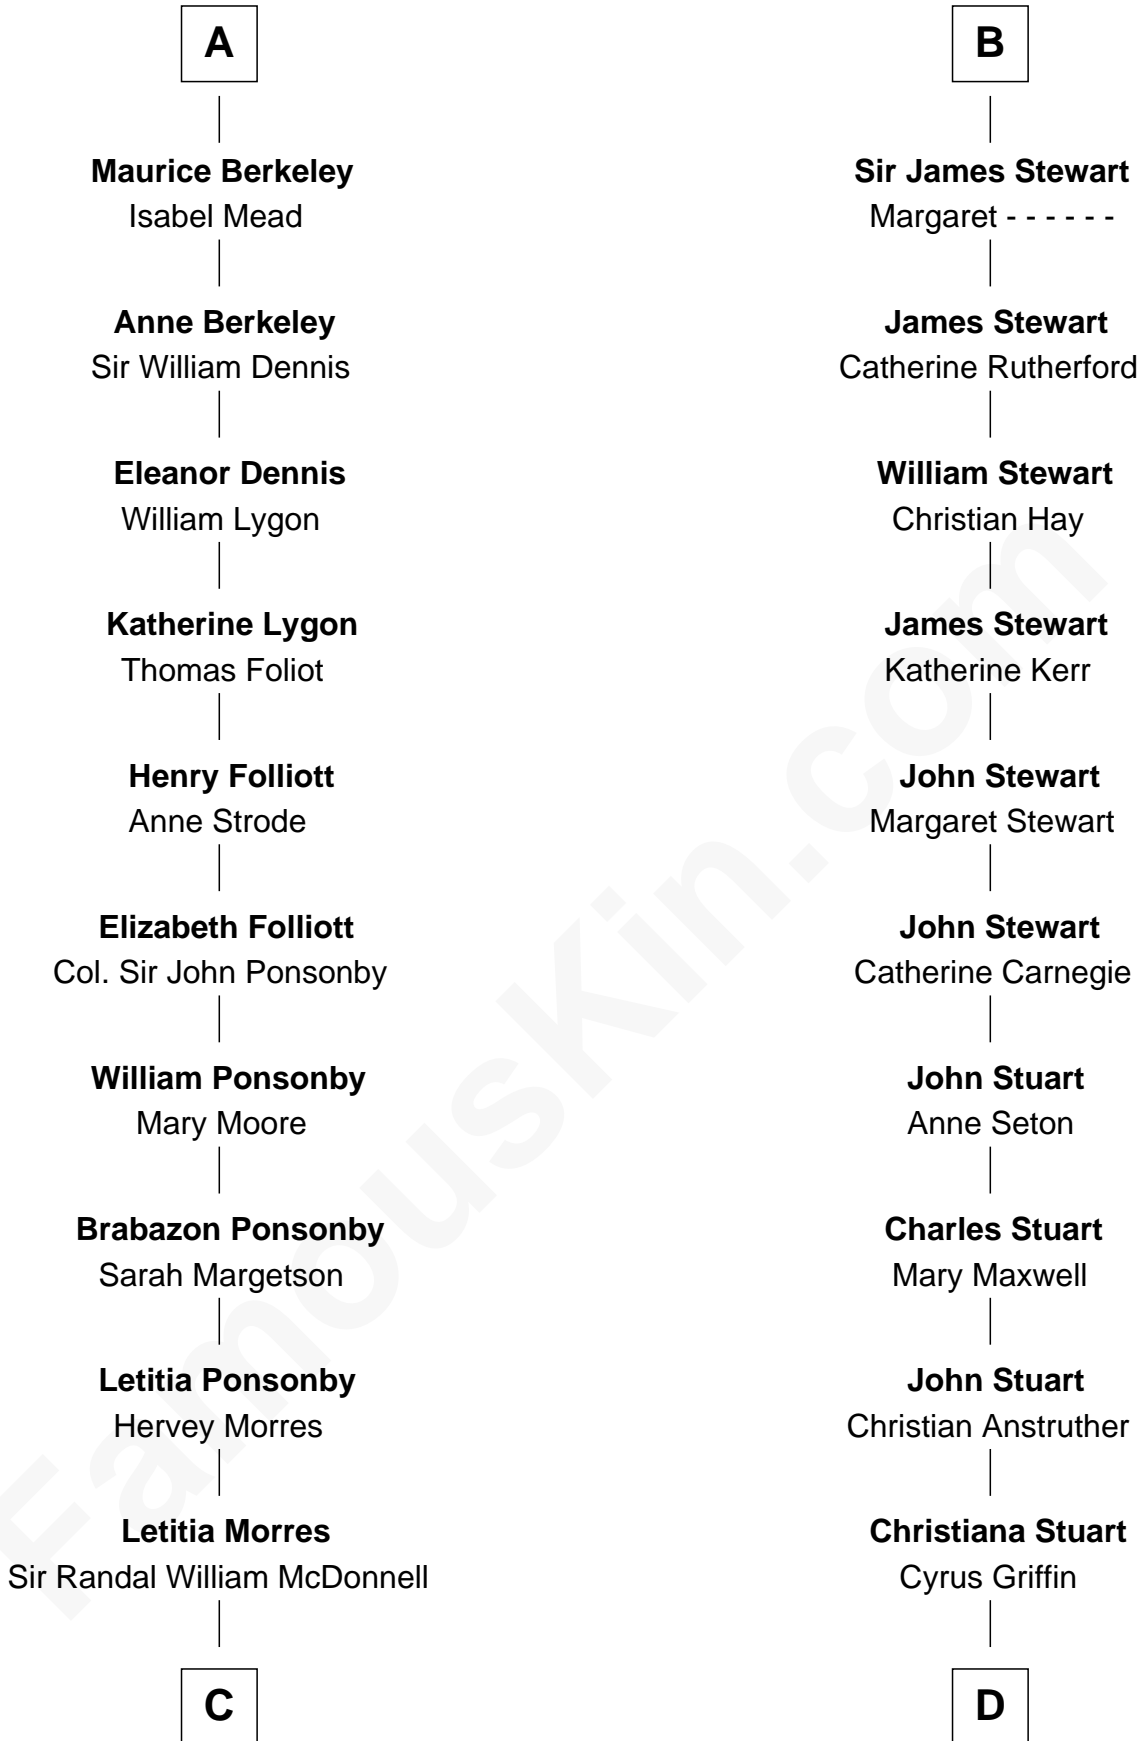 A
Maurice Berkeley
Isabel Mead
Anne Berkeley
Sir William Dennis
Eleanor Dennis
William Lygon
Katherine Lygon
Thomas Foliot
Henry Folliott
Anne Strode
Elizabeth Folliott
Col. Sir John Ponsonby
William Ponsonby
Mary Moore
Brabazon Ponsonby
Sarah Margetson
Letitia Ponsonby
Hervey Morres
Letitia Morres
Sir Randal William McDonnell
C
B
Sir James Stewart
Margaret - - - - - -
James Stewart
Catherine Rutherford
William Stewart
Christian Hay
James Stewart
Katherine Kerr
John Stewart
Margaret Stewart
John Stewart
Catherine Carnegie
John Stuart
Anne Seton
Charles Stuart
Mary Maxwell
John Stuart
Christian Anstruther
Christiana Stuart
Cyrus Griffin
D
FamousKin.com